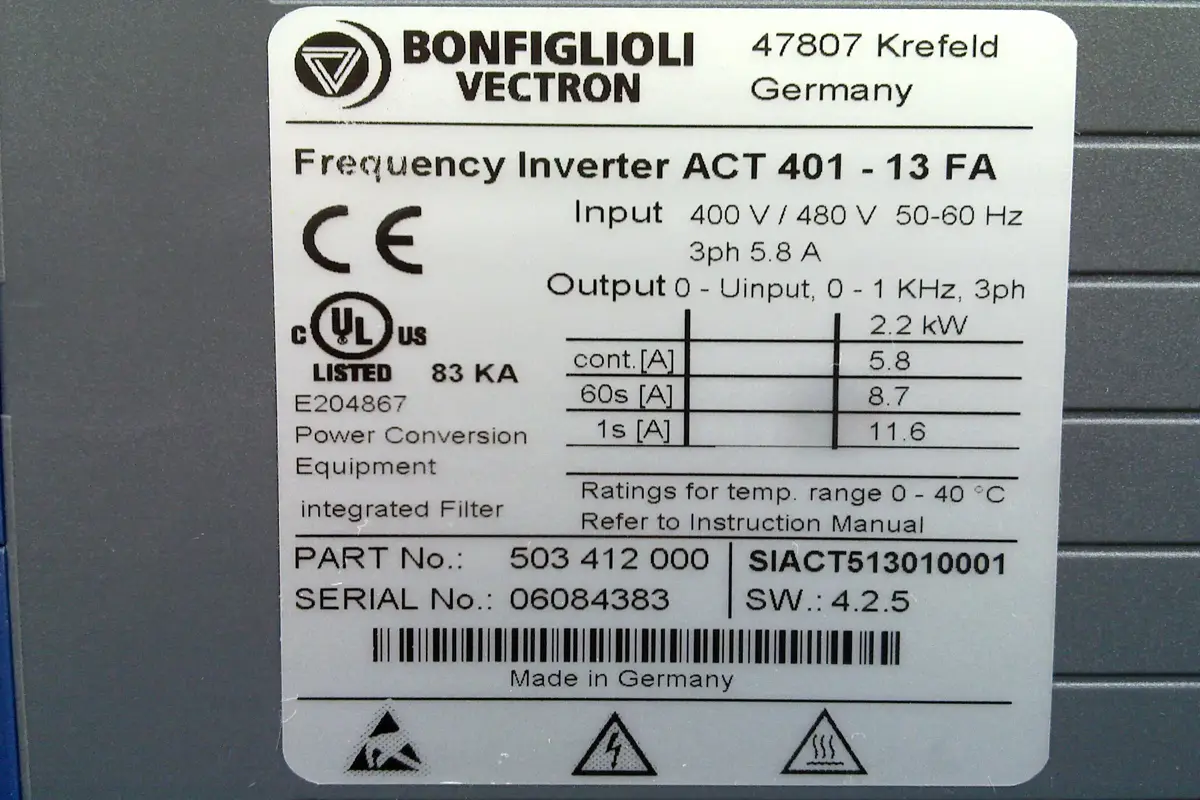 BONFIGLIOLI
VECTRON
47807 Krefeld
Germany
Frequency Inverter ACT 401 - 13 FA
CE
Input 400 V / 480 V 50-60 Hz
3ph 5.8 A
Output 0 - Uinput, 0 - 1 KHz, 3ph
2.2 kW
cont.[A] 5.8
60s [A] 8.7
1s [A] 11.6
C UL US
LISTED 83 KA
E204867
Power Conversion
Equipment
integrated Filter
Ratings for temp. range 0 - 40 °C
Refer to Instruction Manual
PART No.: 503 412 000
SIACT513010001
SERIAL No.: 06084383
SW.: 4.2.5
Made in Germany